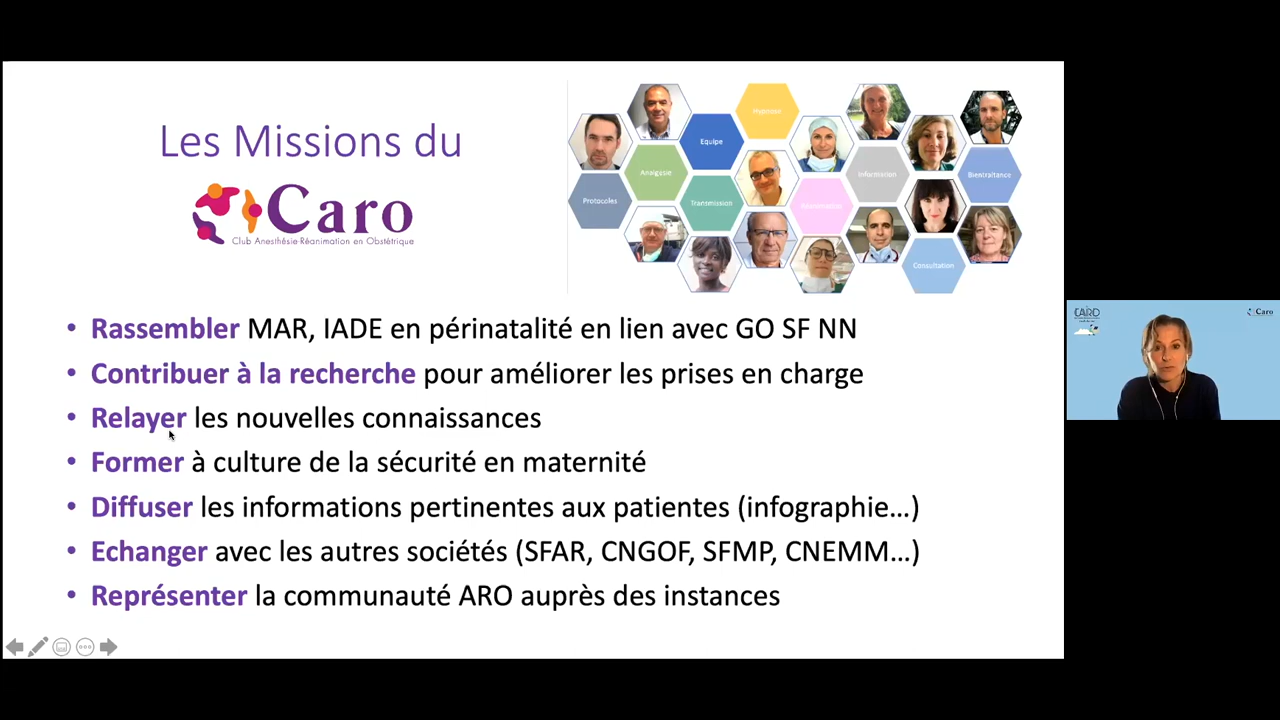 Les Missions du
Caro
Club Anesthésie-Réanimation en Obstétrique
Hypnose
Equipe
Analgésie
Information
Bientraitance
Protocoles
Transmission
Consultation
• Rassembler MAR, IADE en périnatalité en lien avec GO SF NN
• Contribuer à la recherche pour améliorer les prises en charge
• Relayer les nouvelles connaissances
• Former à culture de la sécurité en maternité
• Diffuser les informations pertinentes aux patientes (infographie...)
• Echanger avec les autres sociétés (SFAR, CNGOF, SFMP, CNEMM...)
• Représenter la communauté ARO auprès des instances
CARO
Caro